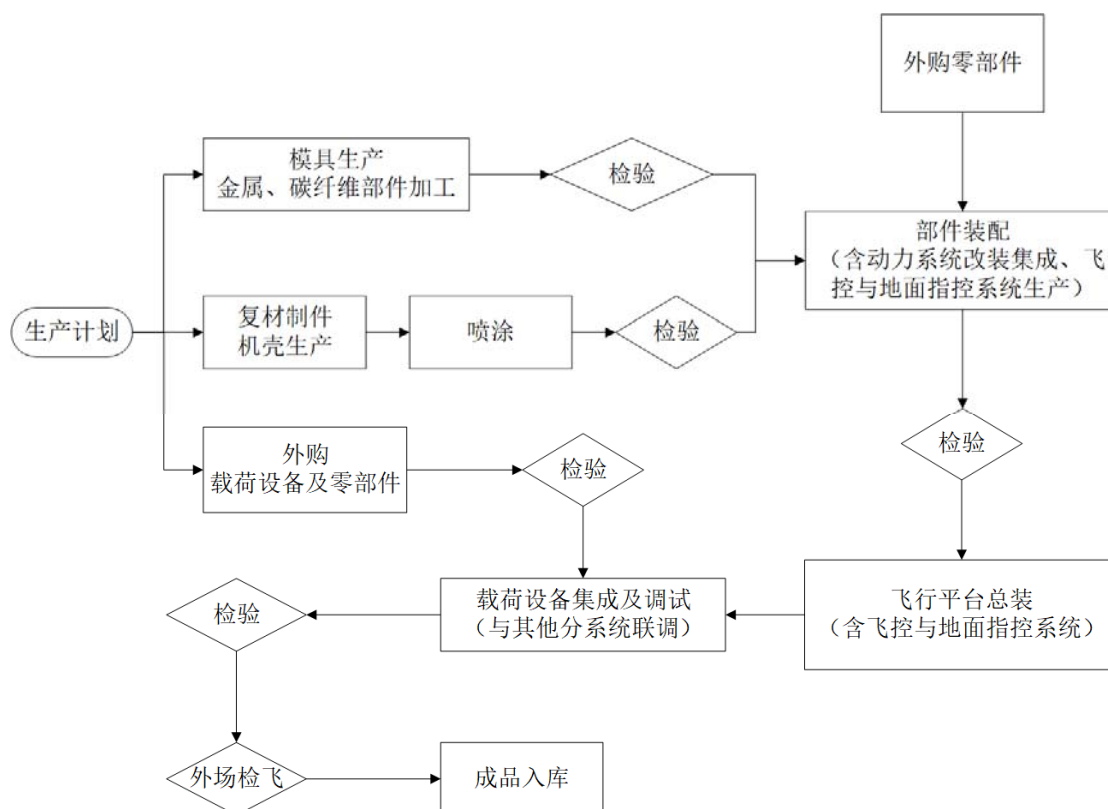 外购零部件
模具生产
金属、碳纤维部件加工
检验
部件装配
（含动力系统改装集成、飞
控与地面指控系统生产）
生产计划
复材制件
机壳生产
喷涂
检验
外购
载荷设备及零部件
检验
检验
检验
载荷设备集成及调试
（与其他分系统联调）
飞行平台总装
（含飞控与地面指控系统）
外场检飞
成品入库